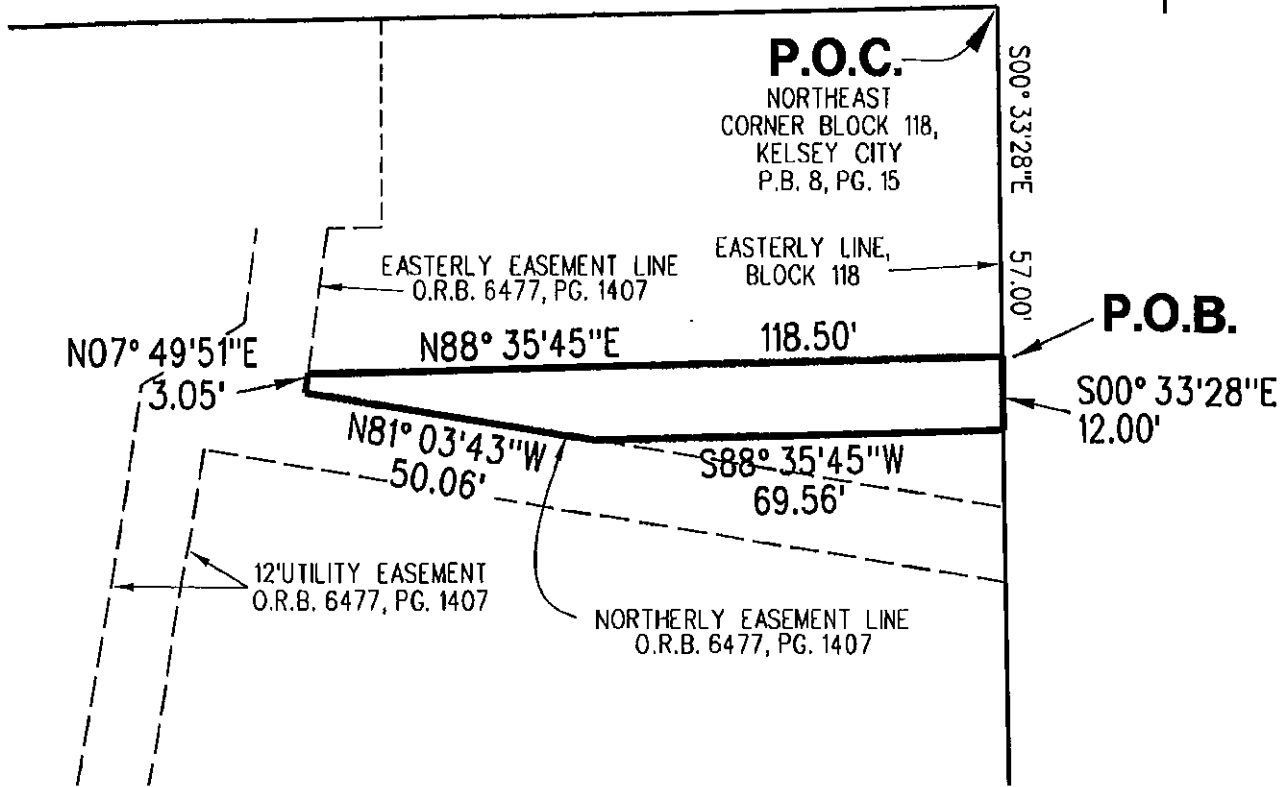 P.O.C.
NORTHEAST
CORNER BLOCK 118,
KELSEY CITY
P.B. 8, PG. 15
S00° 33'28"E
57.00'
EASTERLY EASEMENT LINE
O.R.B. 6477, PG. 1407
EASTERLY LINE,
BLOCK 118
P.O.B.
N07° 49'51"E
3.05'
N88° 35'45"E
118.50'
S00° 33'28"E
12.00'
N81° 03'43"W
50.06'
S88° 35'45"W
69.56'
12'UTILITY EASEMENT
O.R.B. 6477, PG. 1407
NORTHERLY EASEMENT LINE
O.R.B. 6477, PG. 1407